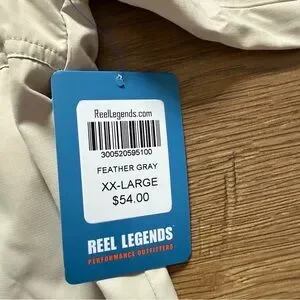 ReelLegends.com
300520595100
FEATHER GRAY
XX-LARGE
$54.00
REEL LEGENDS
PERFORMANCE OUTFITTERS